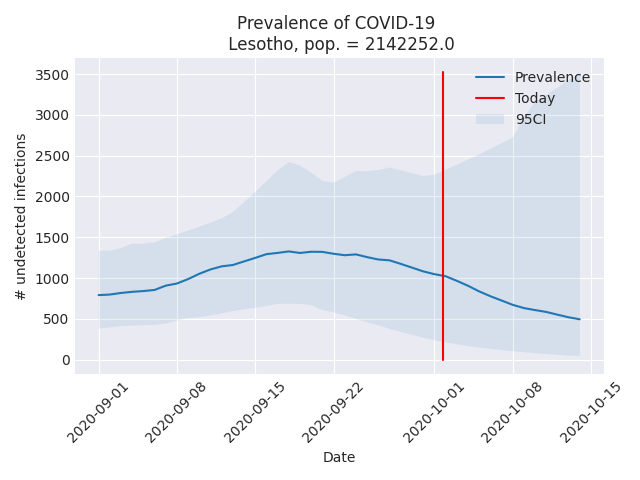 Prevalence of COVID-19
Lesotho, pop. = 2142252.0
Prevalence
Today
95CI
# undetected infections
3500
3000
2500
2000
1500
1000
500
0
2020-09-01
2020-09-08
2020-09-15
2020-09-22
2020-10-01
2020-10-08
2020-10-15
Date